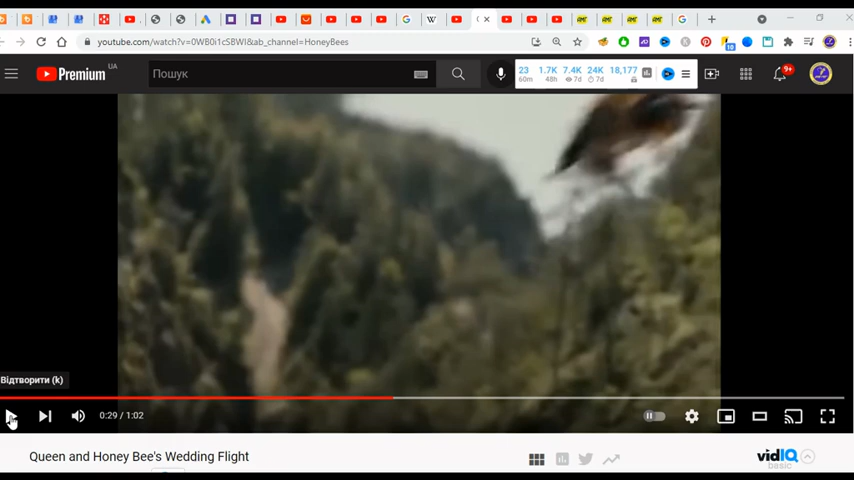 youtube.com/watch?v=0WB0i1cSBWI&ab_channel=HoneyBees
10
Premium UA
Пошук
23 1.7K 7.4K 24K 18,177
60m 48h 7d 7d
9+
Відтворити (k)
0:29 / 1:02
Queen and Honey Bee's Wedding Flight
vidIQ
basic